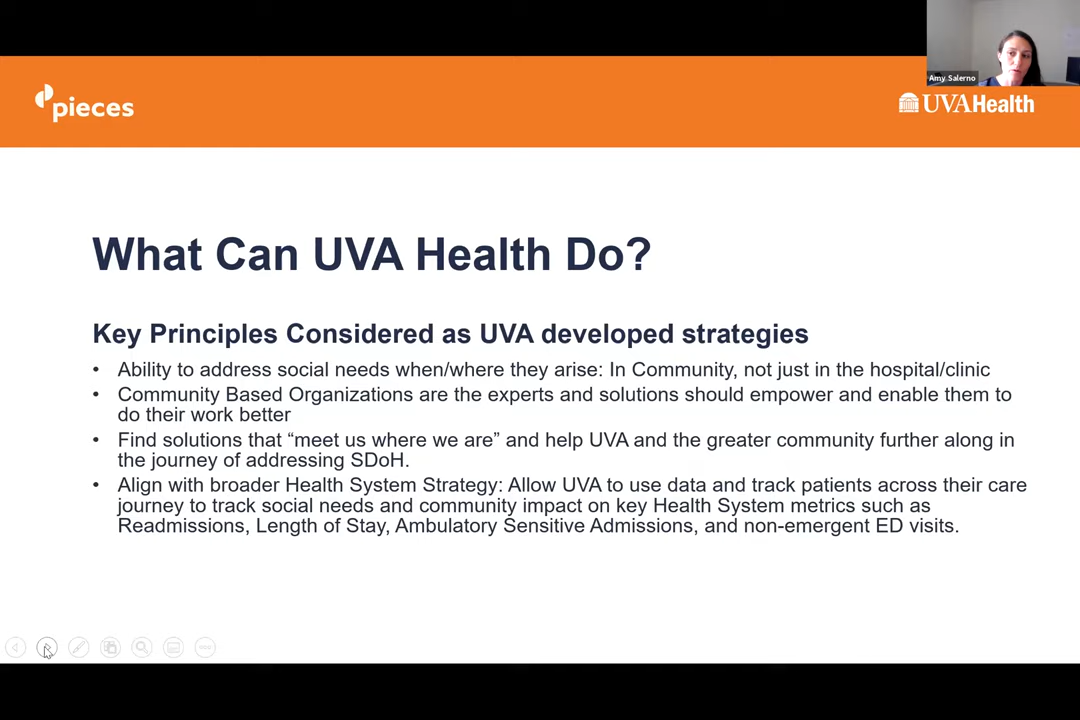 Amy Salerno
pieces
UVAHealth
What Can UVA Health Do?
Key Principles Considered as UVA developed strategies
• Ability to address social needs when/where they arise: In Community, not just in the hospital/clinic
• Community Based Organizations are the experts and solutions should empower and enable them to
do their work better
• Find solutions that “meet us where we are” and help UVA and the greater community further along in
the journey of addressing SDoH.
• Align with broader Health System Strategy: Allow UVA to use data and track patients across their care
journey to track social needs and community impact on key Health System metrics such as
Readmissions, Length of Stay, Ambulatory Sensitive Admissions, and non-emergent ED visits.